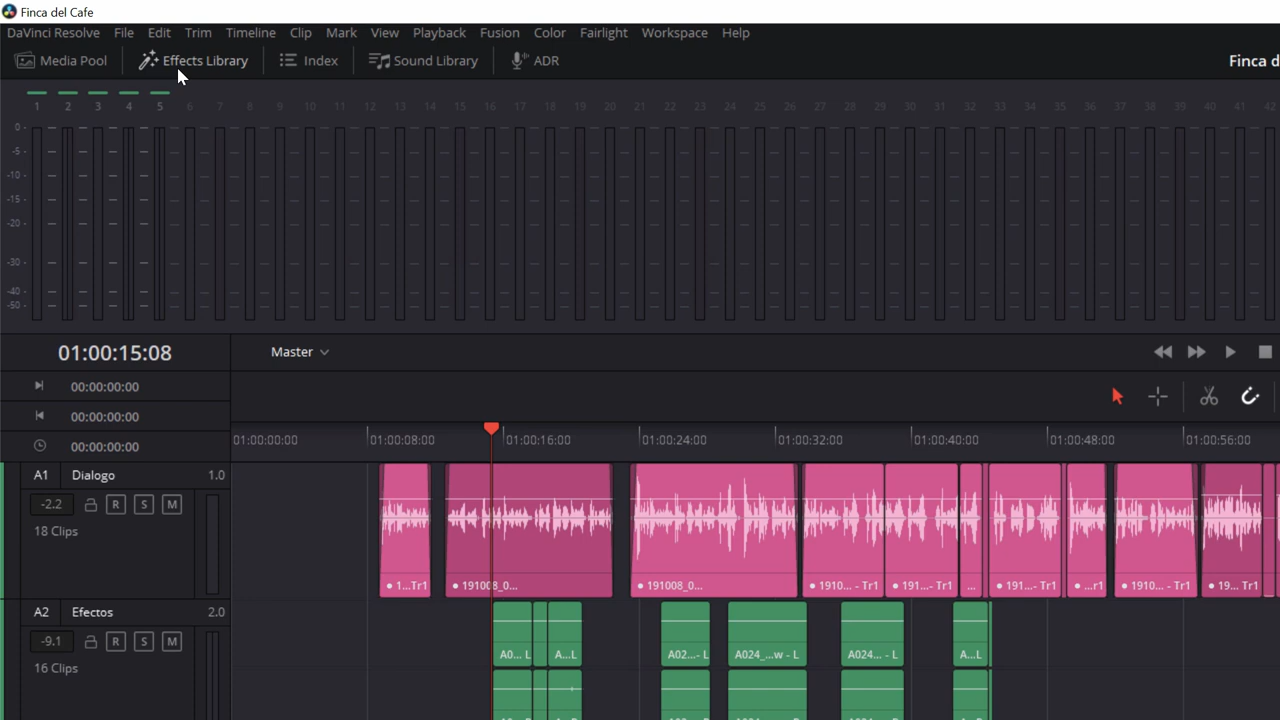 Finca del Cafe
DaVinci Resolve File Edit Trim Timeline Clip Mark View Playback Fusion Color Fairlight Workspace Help
Media Pool Effects Library Index Sound Library ADR Finca d
1 2 3 4 5 6 7 8 9 10 11 12 13 14 15 16 17 18 19 20 21 22 23 24 25 26 27 28 29 30 31 32 33 34 35 36 37 38 39 40 41 42
0
-5
-10
-15
-20
-30
-40
-50
01:00:15:08 Master
00:00:00:00
00:00:00:00
00:00:00:00
01:00:00:00 01:00:08:00 01:00:16:00 01:00:24:00 01:00:32:00 01:00:40:00 01:00:48:00 01:00:56:00
A1 Dialogo 1.0
-2.2 R S M
18 Clips
1...Tr1 191008_0... 191008_0... 1910... - Tr1 191...- Tr1 ... 191...- Tr1 ...r1 1910... - Tr1 19... Tr1
A2 Efectos 2.0
-9.1 R S M
16 Clips
A0... L A...L A02...- L A024_...w - L A024... - L A...L